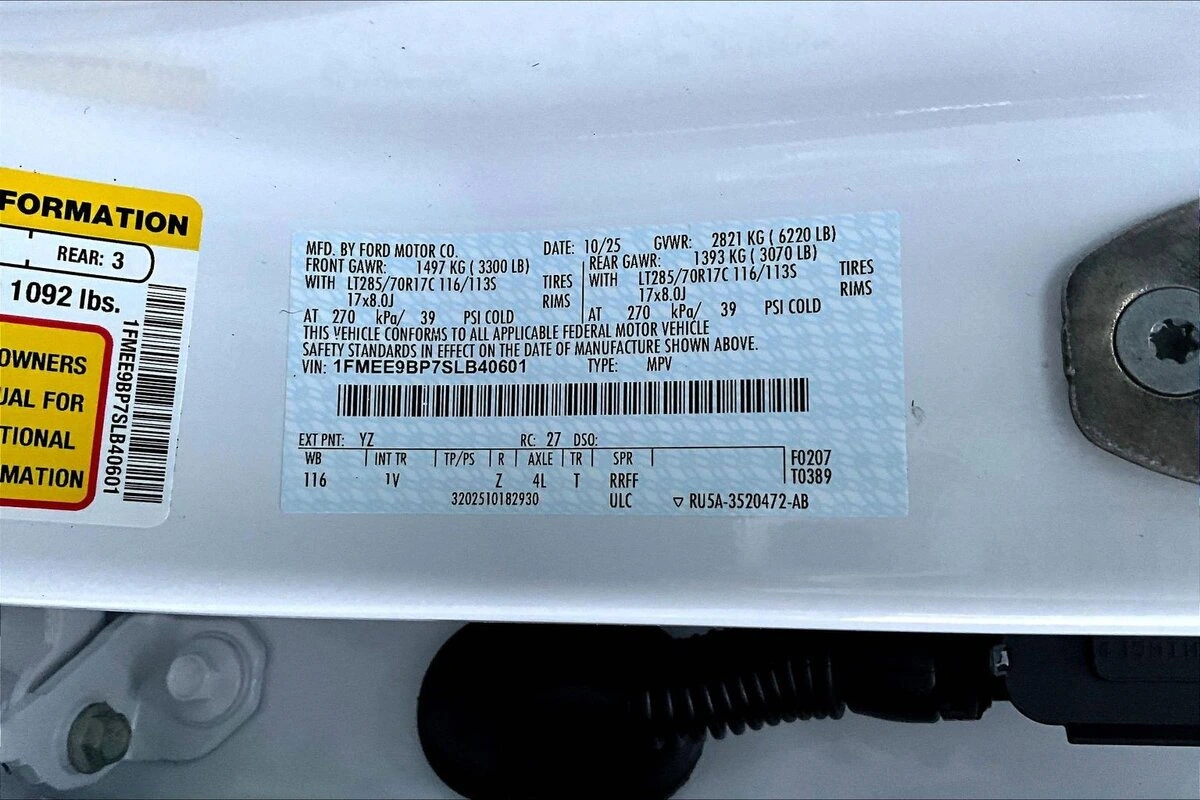 FORMATION
REAR: 3
1092 lbs.
OWNERS
UAL FOR
TIONAL
MATION
1FMEE9BP7SLB40601
MFD. BY FORD MOTOR CO. DATE: 10/25 GVWR: 2821 KG ( 6220 LB)
FRONT GAWR: 1497 KG ( 3300 LB) REAR GAWR: 1393 KG ( 3070 LB)
WITH LT285/70R17C 116/113S TIRES WITH LT285/70R17C 116/113S TIRES
17x8.0J RIMS 17x8.0J RIMS
AT 270 kPa/ 39 PSI COLD AT 270 kPa/ 39 PSI COLD
THIS VEHICLE CONFORMS TO ALL APPLICABLE FEDERAL MOTOR VEHICLE
SAFETY STANDARDS IN EFFECT ON THE DATE OF MANUFACTURE SHOWN ABOVE.
VIN: 1FMEE9BP7SLB40601 TYPE: MPV
EXT PNT: YZ RC: 27 DSO:
WB INT TR TP/PS R AXLE TR SPR F0207
116 1V Z 4L T RRFF T0389
3202510182930 ULC ▽ RU5A-3520472-AB